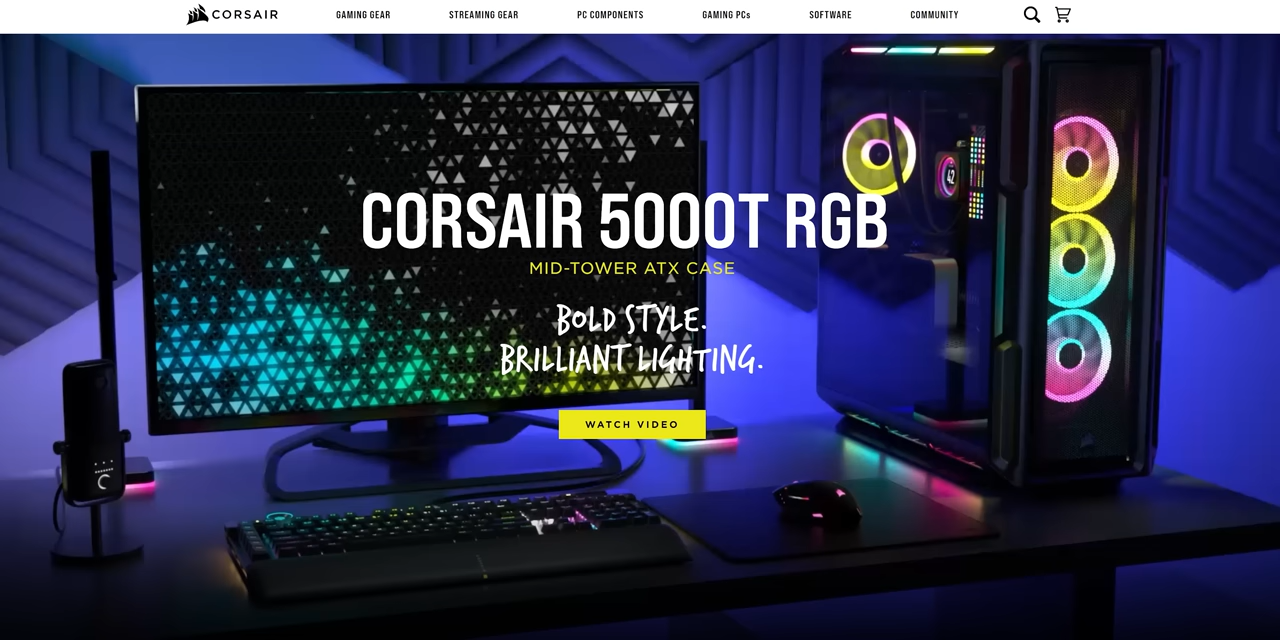 CORSAIR
GAMING GEAR
STREAMING GEAR
PC COMPONENTS
GAMING PCs
SOFTWARE
COMMUNITY
CORSAIR 5000T RGB
MID-TOWER ATX CASE
BOLD STYLE.
BRILLIANT LIGHTING.
WATCH VIDEO
42